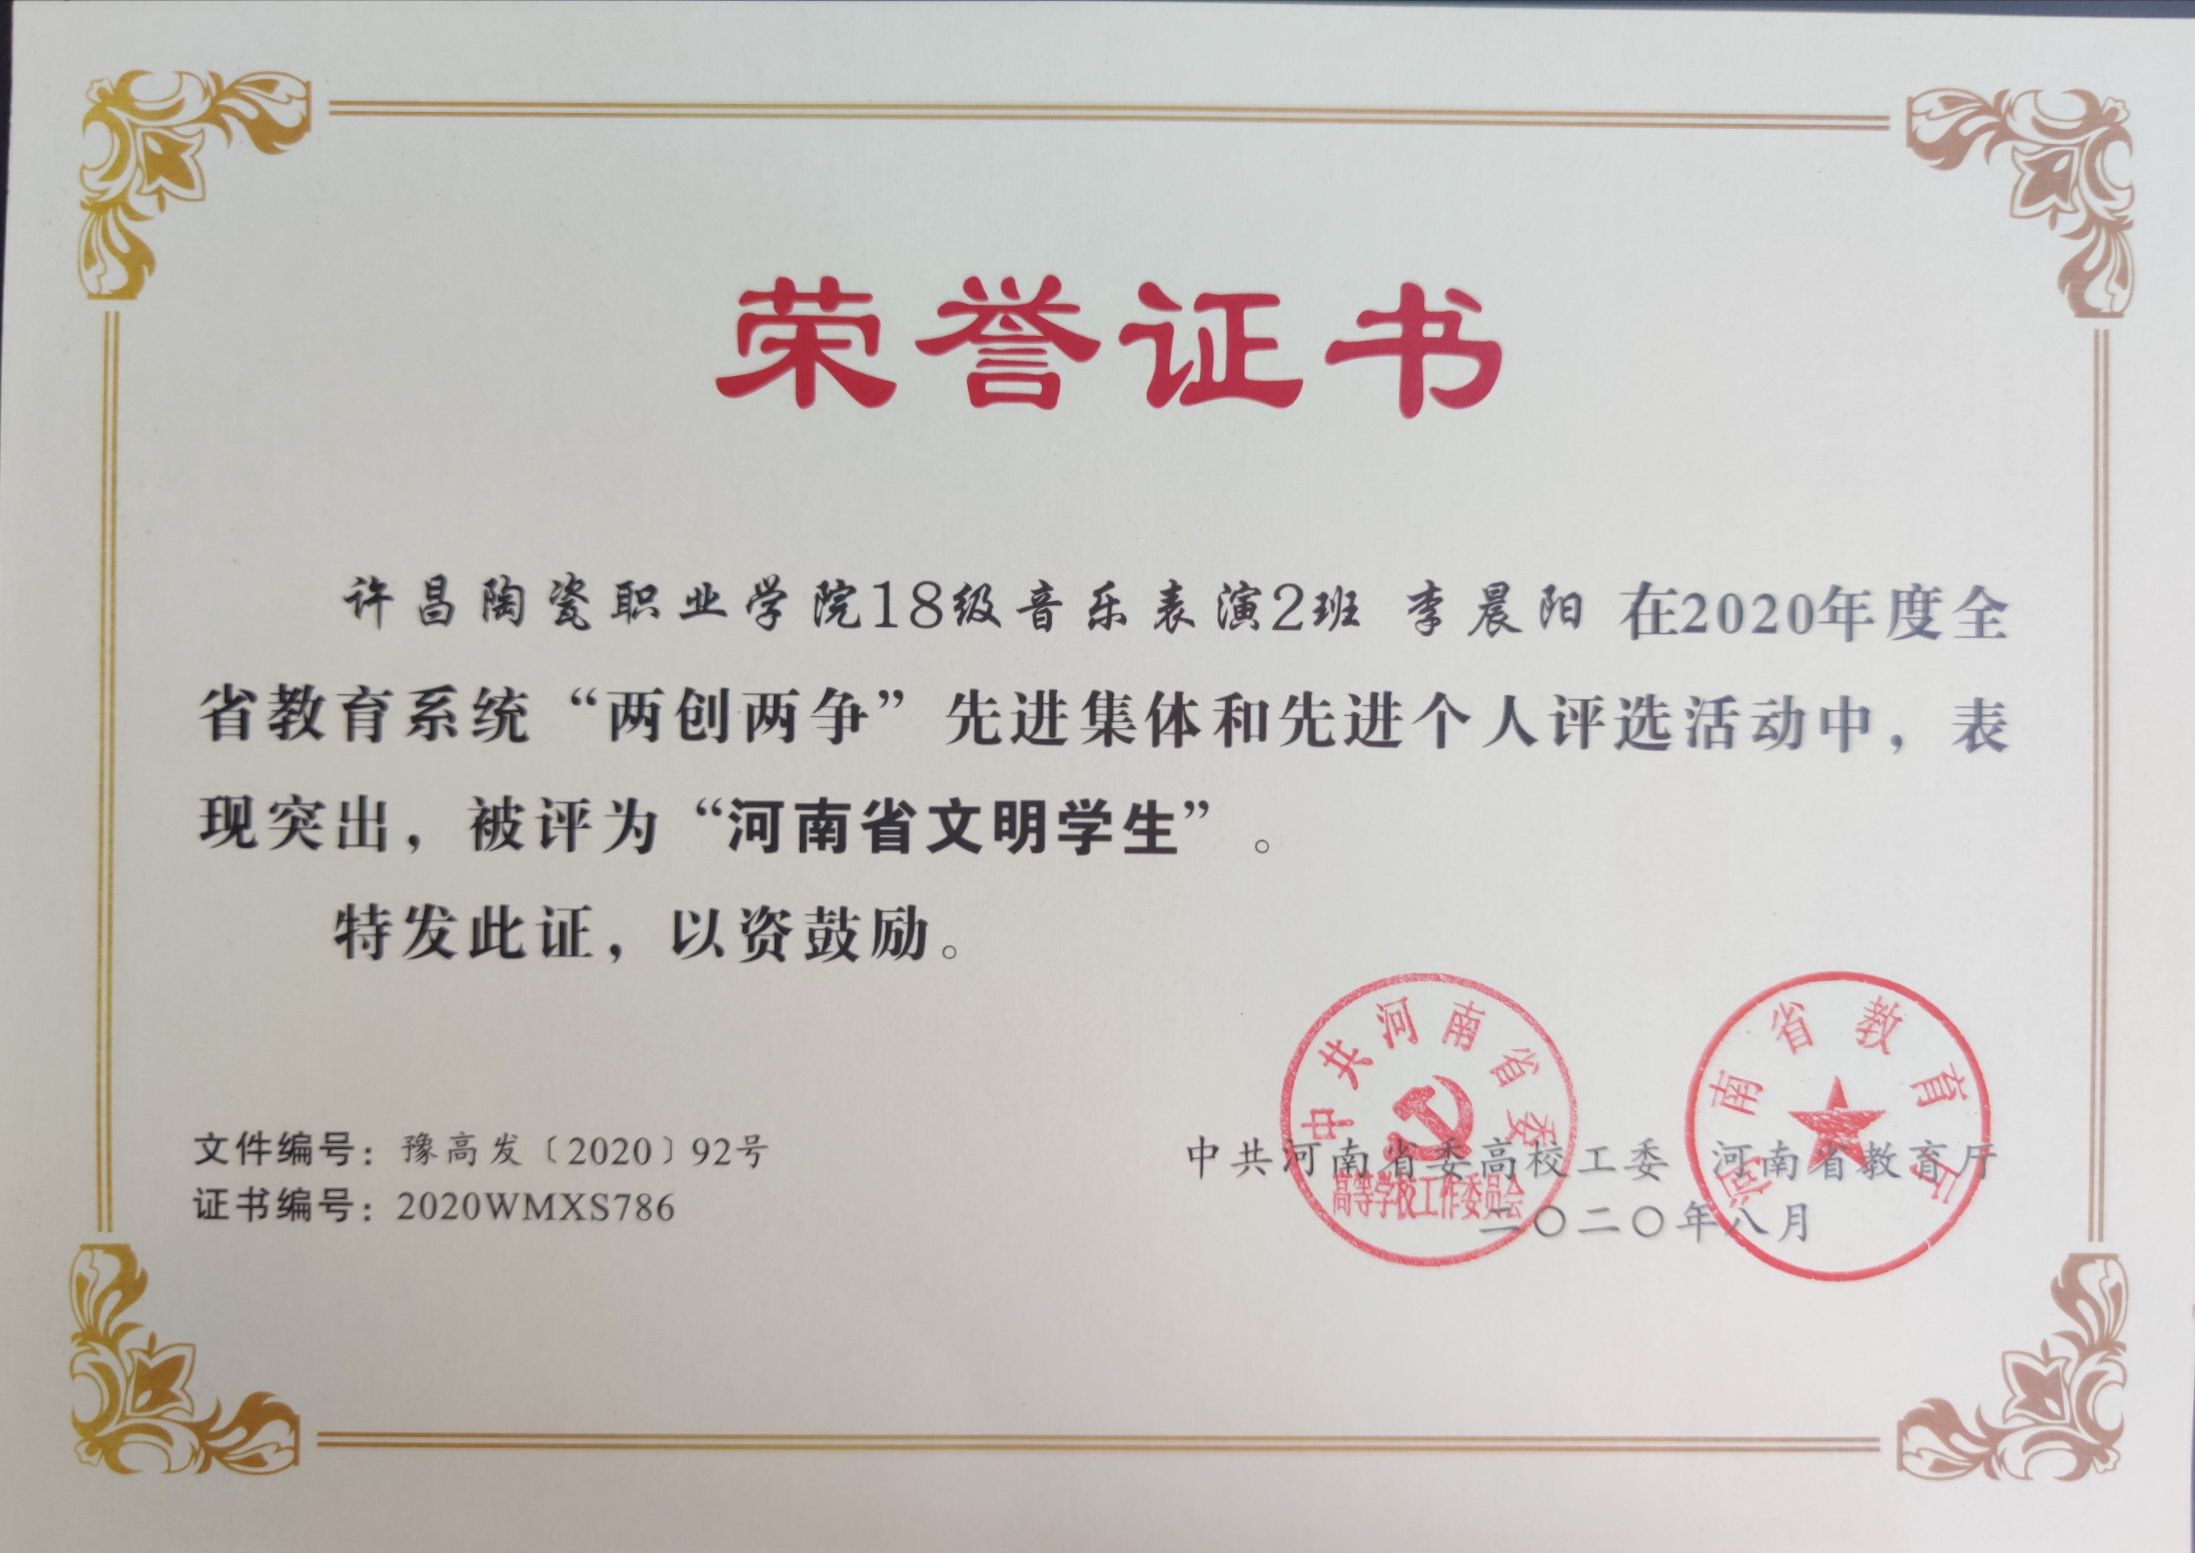 荣誉证书
许昌陶瓷职业学院18级音乐表演2班 李晨阳 在2020年度全
省教育系统“两创两争”先进集体和先进个人评选活动中，表
现突出，被评为“河南省文明学生”。
特发此证，以资鼓励。
中共河南省委
高等学校工作委员会
河南省教育厅
文件编号：豫高发〔2020〕92号
中共河南省委高校工委 河南省教育厅
证书编号：2020WMXS786
二〇二〇年八月